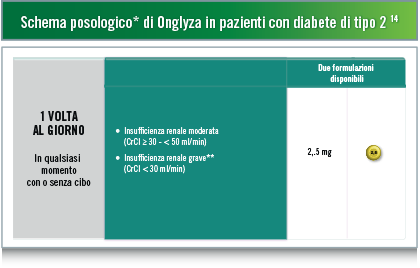 Schema posologico* di Onglyza in pazienti con diabete di tipo 2 14
Due formulazioni
disponibili
1 VOLTA
AL GIORNO
In qualsiasi
momento
con o senza cibo
• Insufficienza renale moderata
(CrCl ≥ 30 - < 50 ml/min)
• Insufficienza renale grave**
(CrCl < 30 ml/min)
2,.5 mg